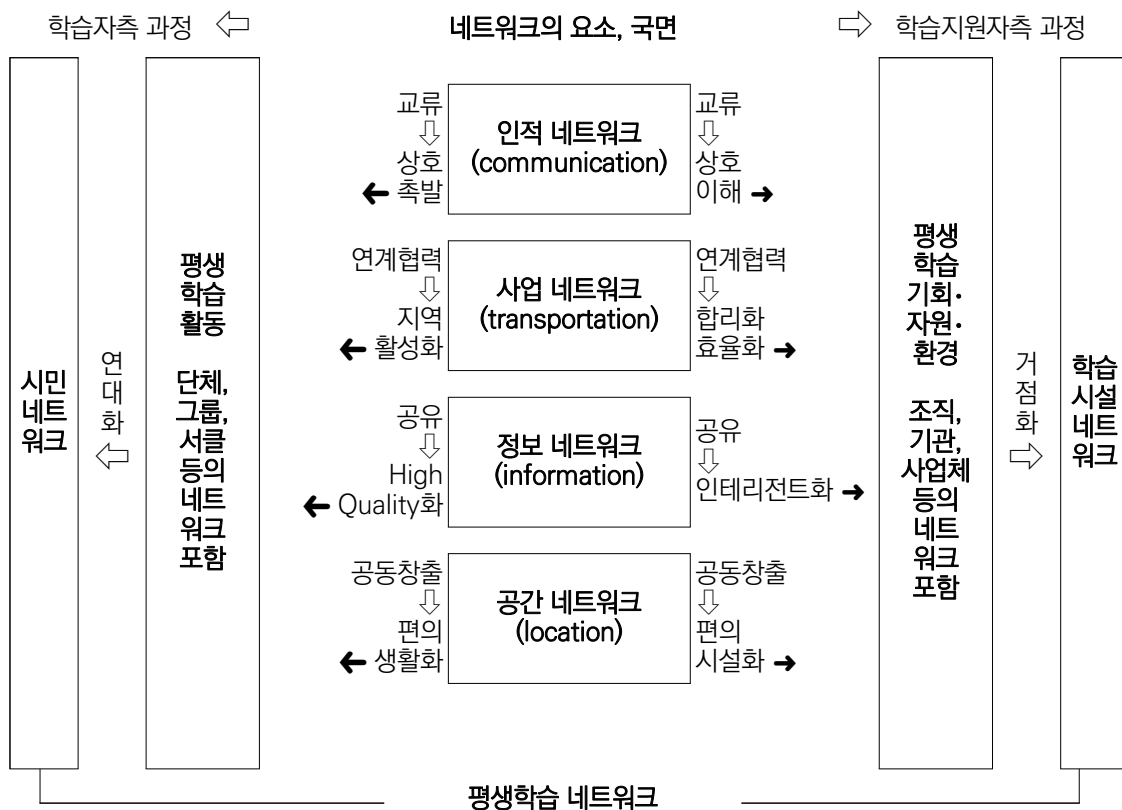 학습자측 과정
네트워크의 요소, 국면
학습지원자측 과정
시민
네트
워크
연
대
화
평생
학습
활동
단체,
그룹,
서클
등의
네트
워크
포함
교류
상호
촉발
인적 네트워크
(communication)
교류
상호
이해
연계협력
지역
활성화
사업 네트워크
(transportation)
연계협력
합리화
효율화
공유
High
Quality화
정보 네트워크
(information)
공유
인테리전트화
공동창출
편의
생활화
공간 네트워크
(location)
공동창출
편의
시설화
평생
학습
기회·
자원·
환경
조직,
기관,
사업체
등의
네트
워크
포함
거
점
화
학습
시설
네트
워크
평생학습 네트워크